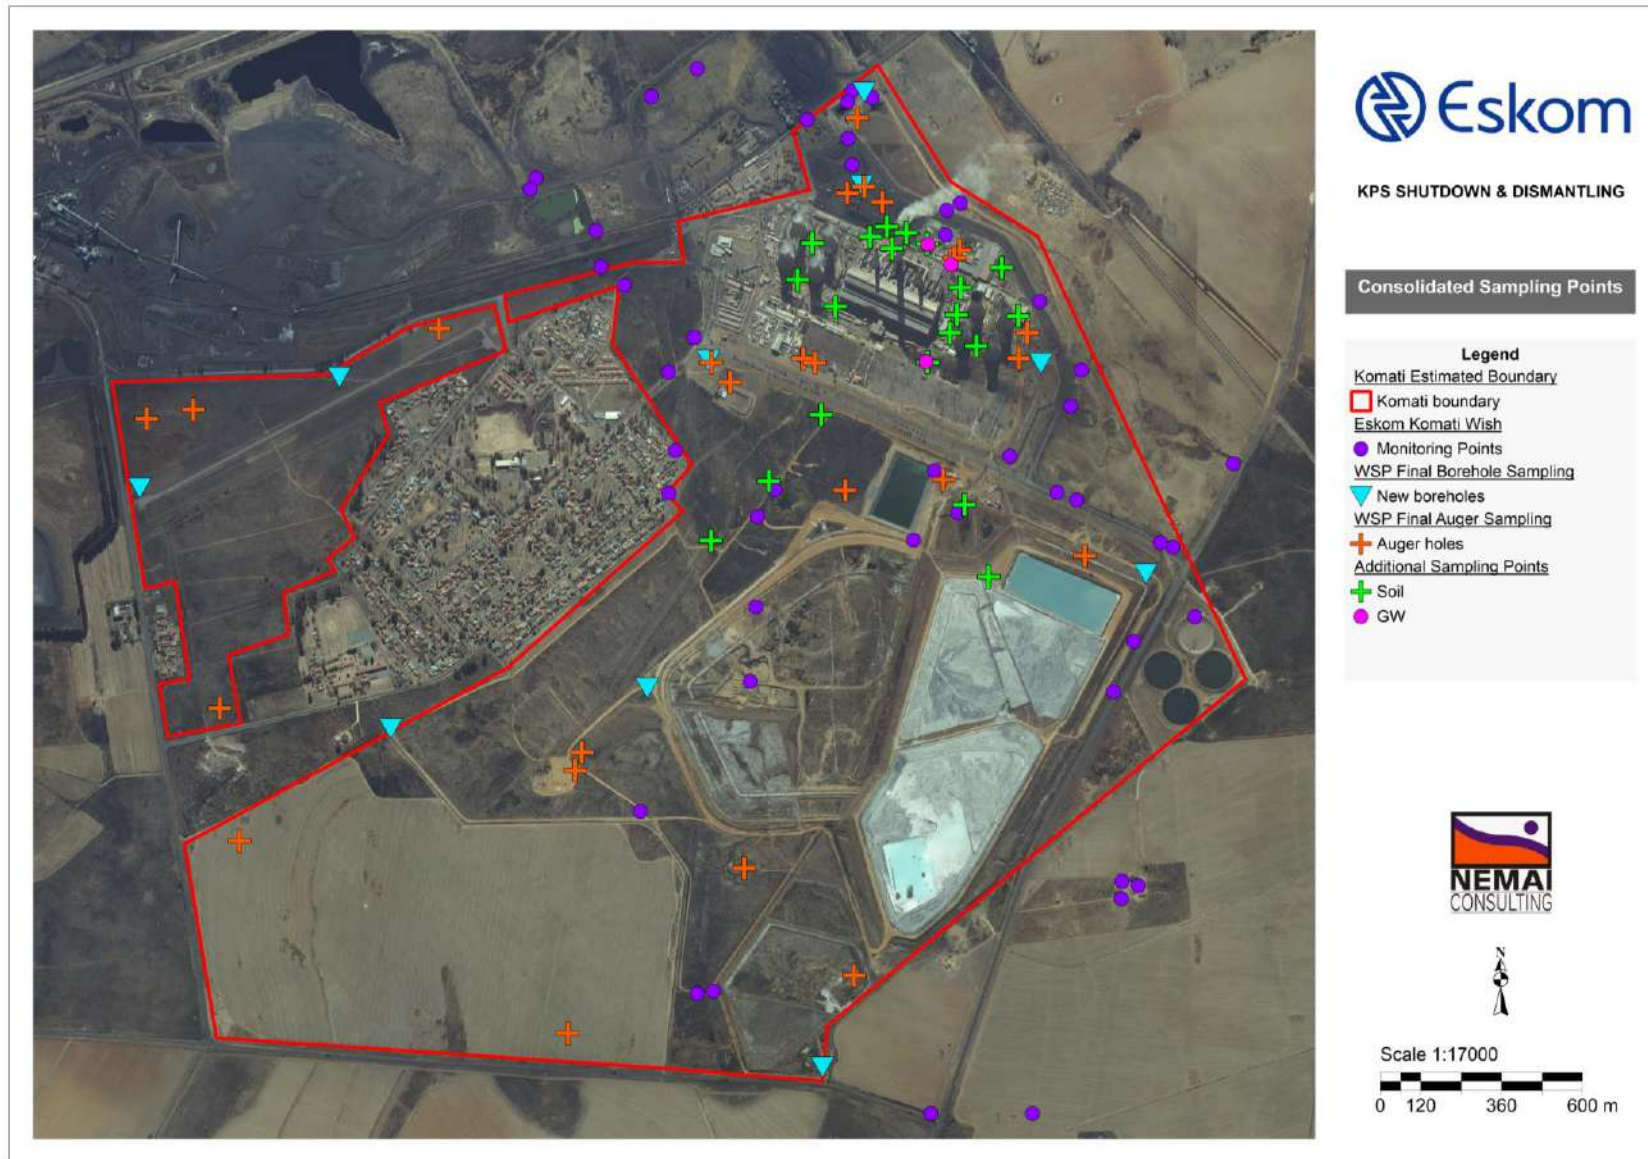 Eskom
KPS SHUTDOWN & DISMANTLING
Consolidated Sampling Points
Legend
Komati Estimated Boundary
Komati boundary
Eskom Komati Wish
Monitoring Points
WSP Final Borehole Sampling
New boreholes
WSP Final Auger Sampling
Auger holes
Additional Sampling Points
Soil
GW
NEMAI
CONSULTING
N
Scale 1:17000
0 120 360 600 m